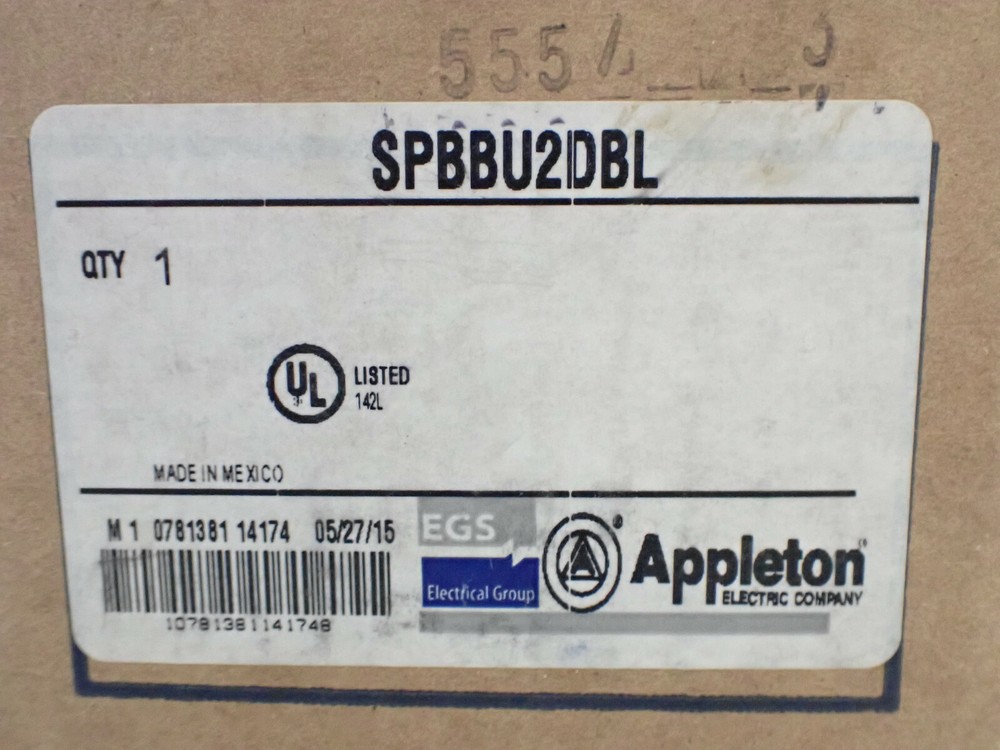 SPBBU2DBL
QTY 1
UL LISTED
142L
MADE IN MEXICO
M 1 0781381 14174 05/27/15
10781381141748
EGS
Electrical Group
Appleton®
ELECTRIC COMPANY